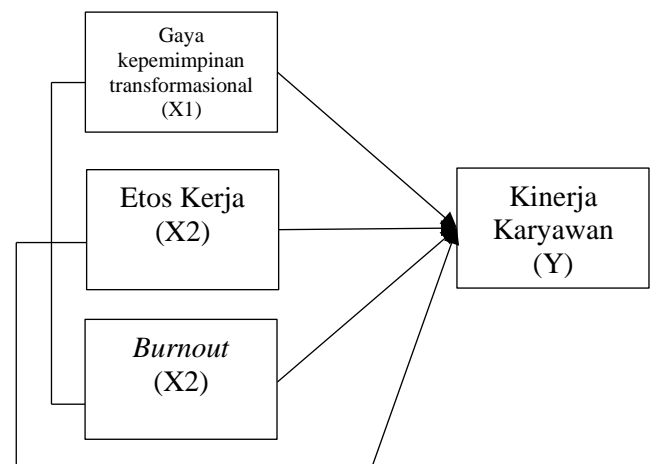 Gaya
kepemimpinan
transformasional
(X1)
Etos Kerja
(X2)
Burnout
(X2)
Kinerja
Karyawan
(Y)